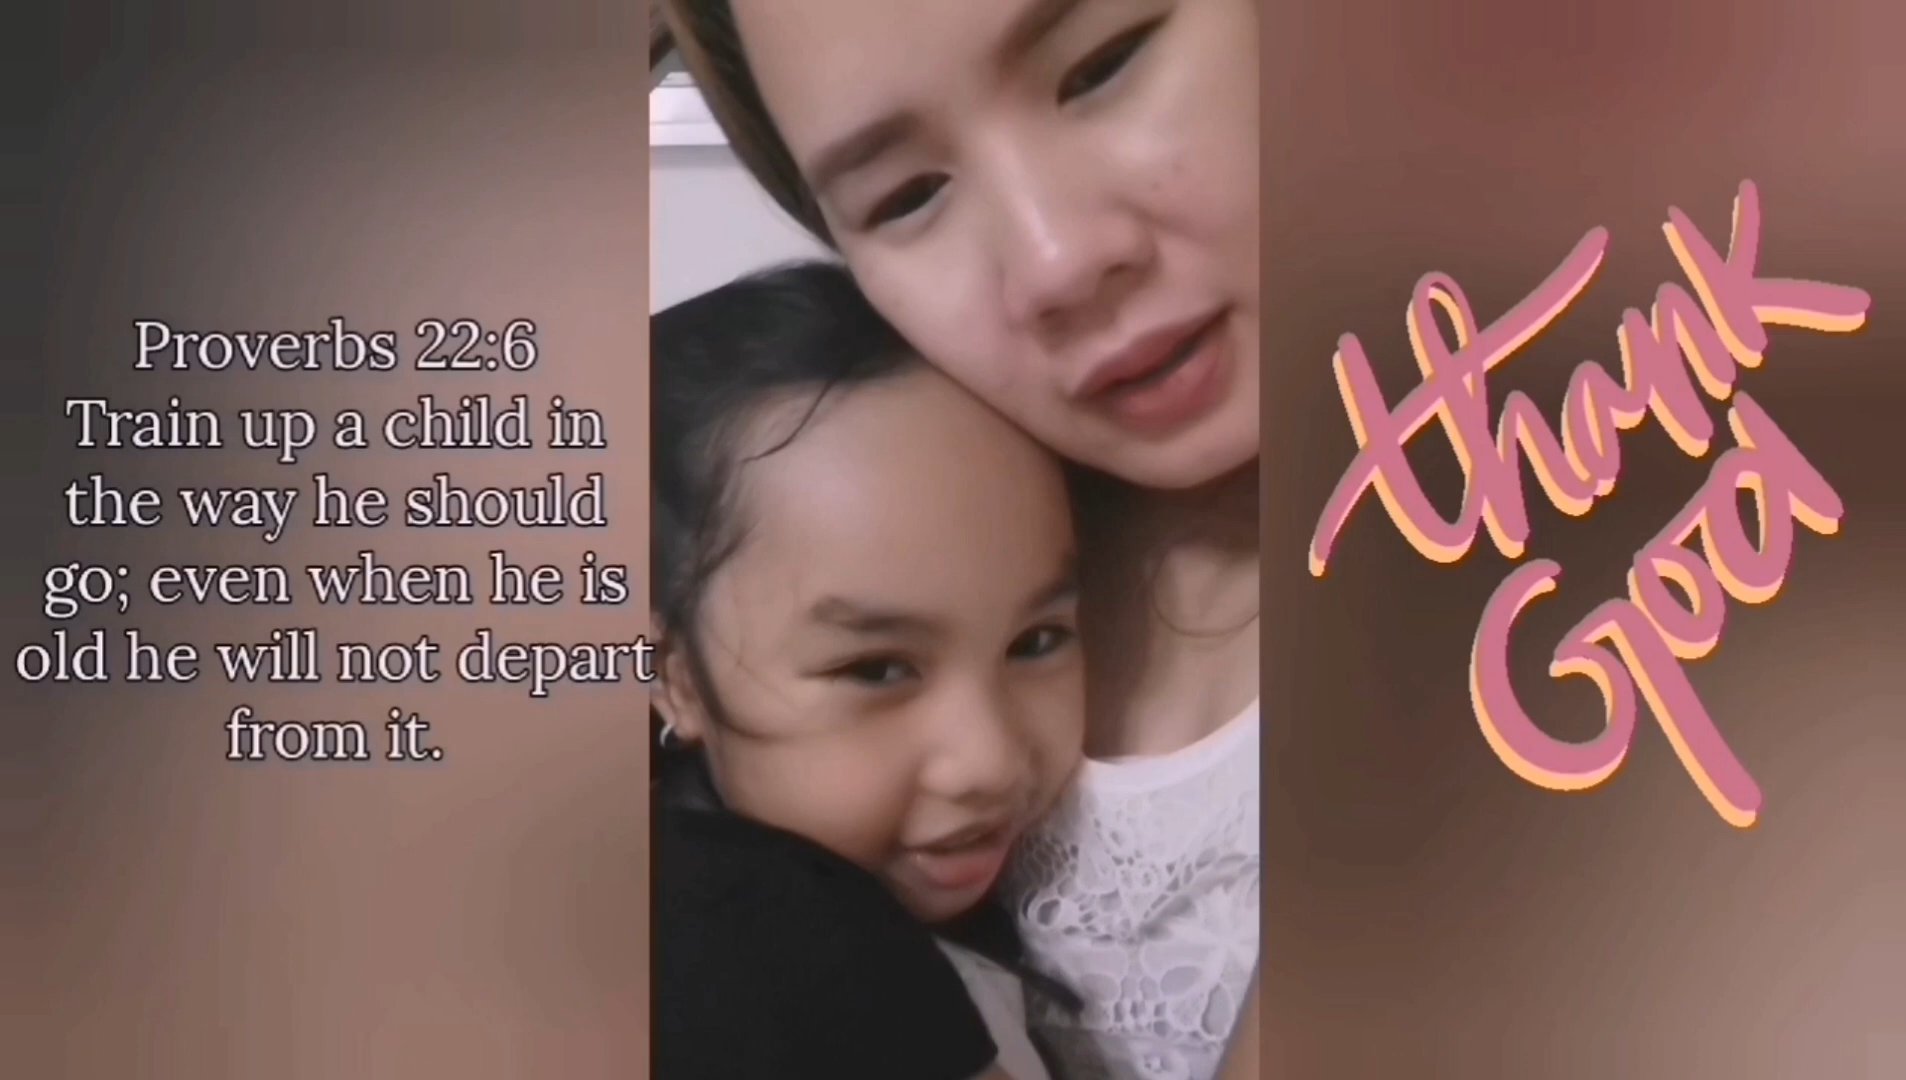 Proverbs 22:6
Train up a child in
the way he should
go; even when he is
old he will not depart
from it.
thank
God